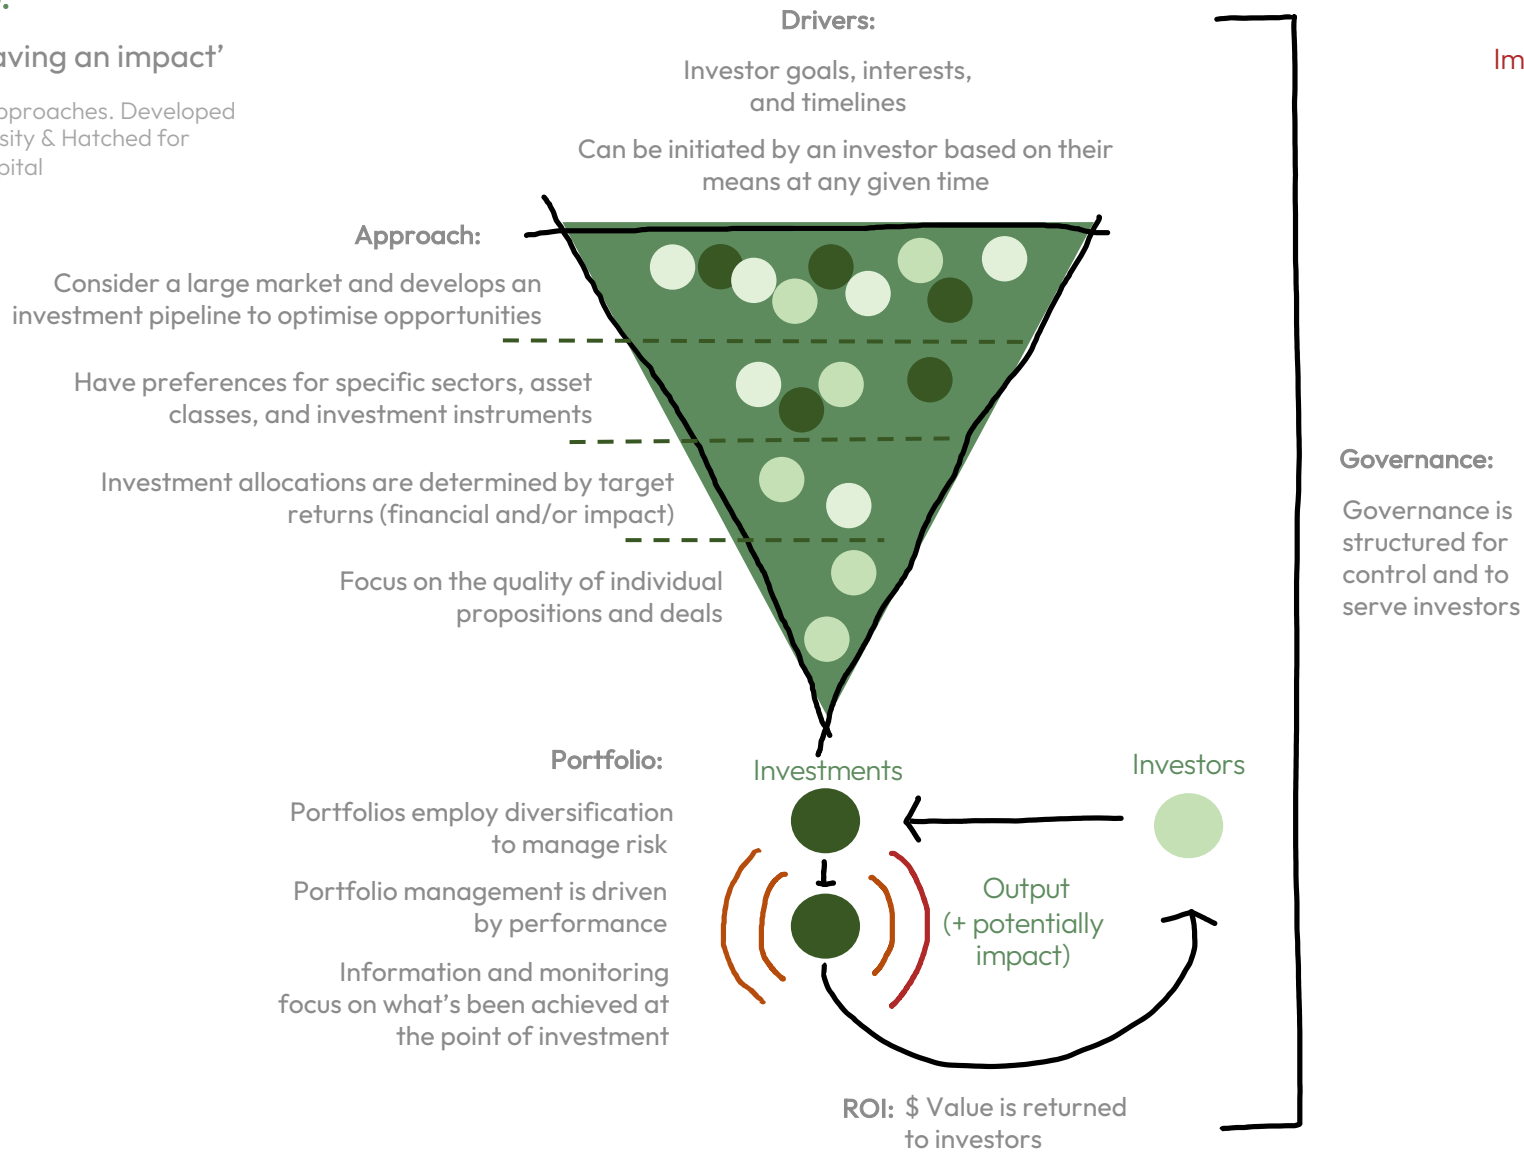 aving an impact’
pproaches. Developed
sity & Hatched for
pital
Drivers:
Investor goals, interests,
and timelines
Can be initiated by an investor based on their
means at any given time
Im
Approach:
Consider a large market and develops an
investment pipeline to optimise opportunities
Have preferences for specific sectors, asset
classes, and investment instruments
Investment allocations are determined by target
returns (financial and/or impact)
Focus on the quality of individual
propositions and deals
Governance:
Governance is
structured for
control and to
serve investors
Portfolio:
Portfolios employ diversification
to manage risk
Portfolio management is driven
by performance
Information and monitoring
focus on what’s been achieved at
the point of investment
Investments
Investors
Output
(+ potentially
impact)
ROI: $ Value is returned
to investors